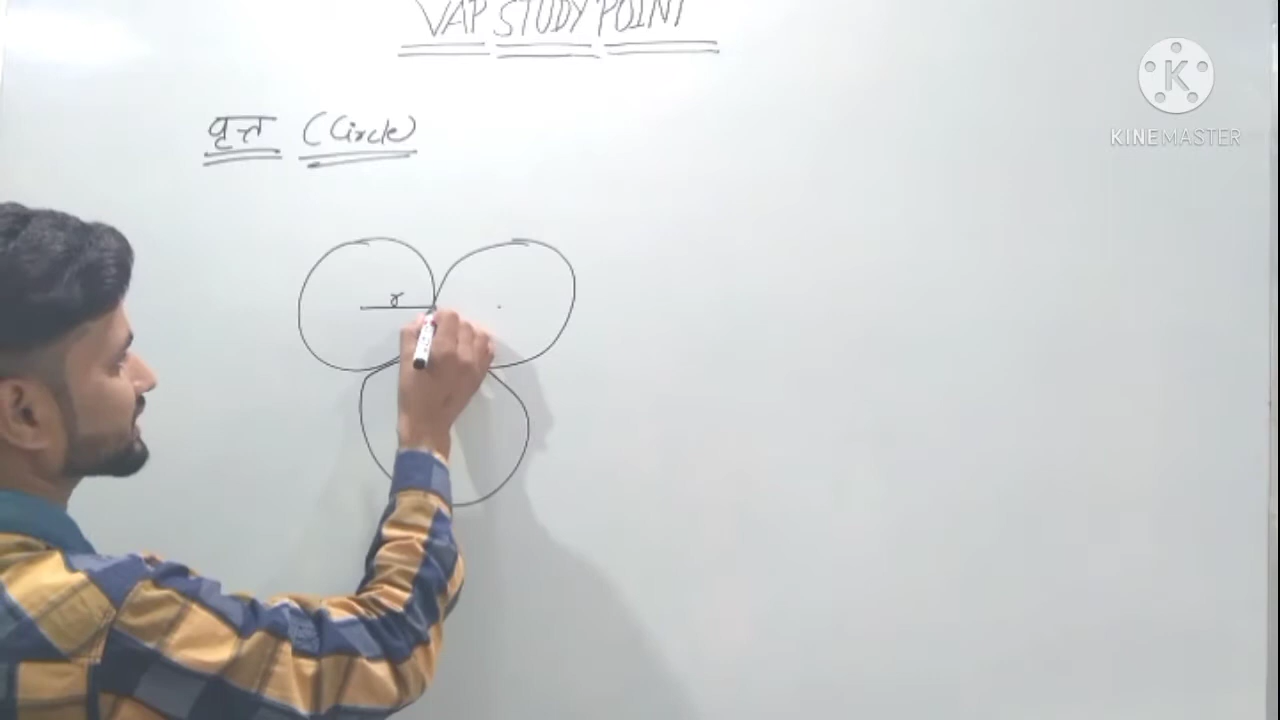 VAP STUDY POINT
वृत्त (Circle)
r
K
KINEMASTER